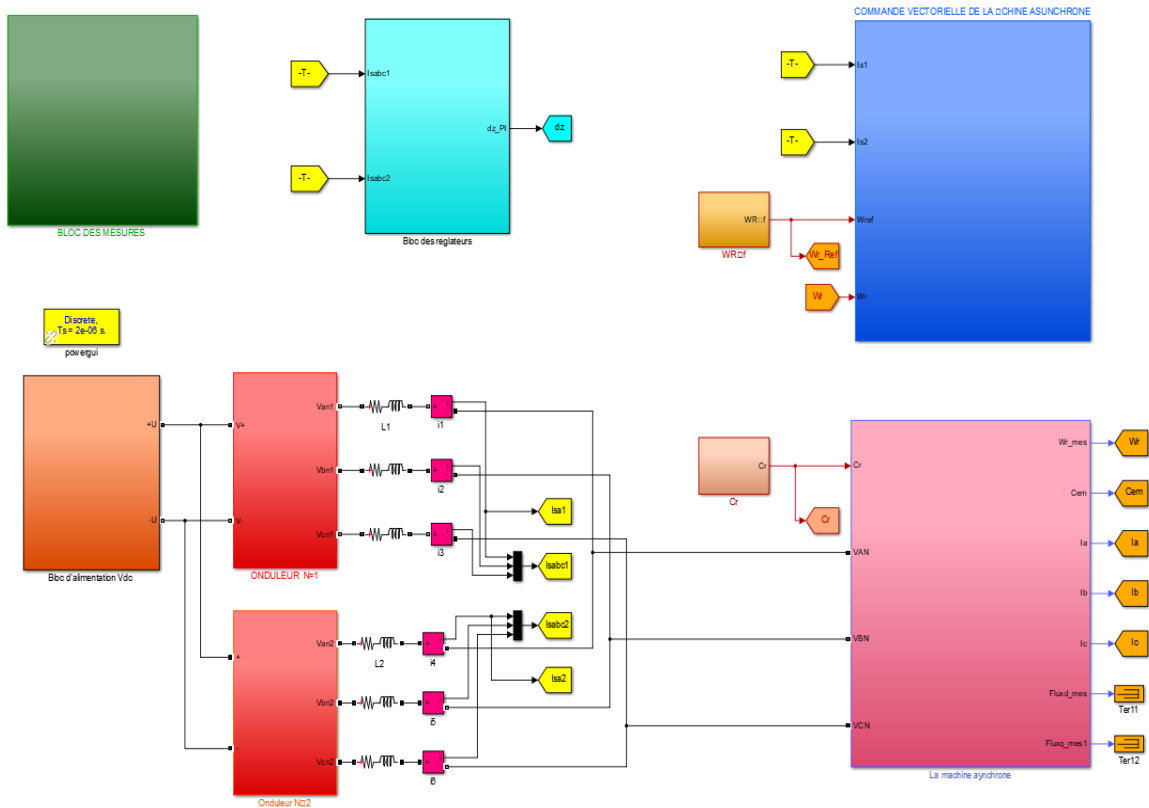 COMMANDE VECTORIELLE DE LA □CHINE ASUNCHRONE
BLOC DES MESURES
-T-
Isabc1
-T-
Isabc2
dz_PI
dz
Bloc des reglateurs
-T-
Is1
-T-
Is2
WR□f
WR□f
Wref
Wr_Ref
Wr
Wr
Discrete,
Ts = 2e-06 s.
powergui
+U
-U
Bloc d'alimentation Vdc
V+
V-
Van1
Vbn1
Vcn1
ONDULEUR N=1
L1
i1
i2
i3
Isa1
Isabc1
+
-
Van2
Vbn2
Vcn2
Onduleur N□2
L2
i4
i5
i6
Isabc2
Isa2
Cr
Cr
Cr
Cr
VAN
VBN
VCN
Wr_mes
Cem
Ia
Ib
Ic
Fluxd_mes
Fluxq_mes1
La machine aynchrone
Wr
Cem
Ia
Ib
Ic
Ter11
Ter12